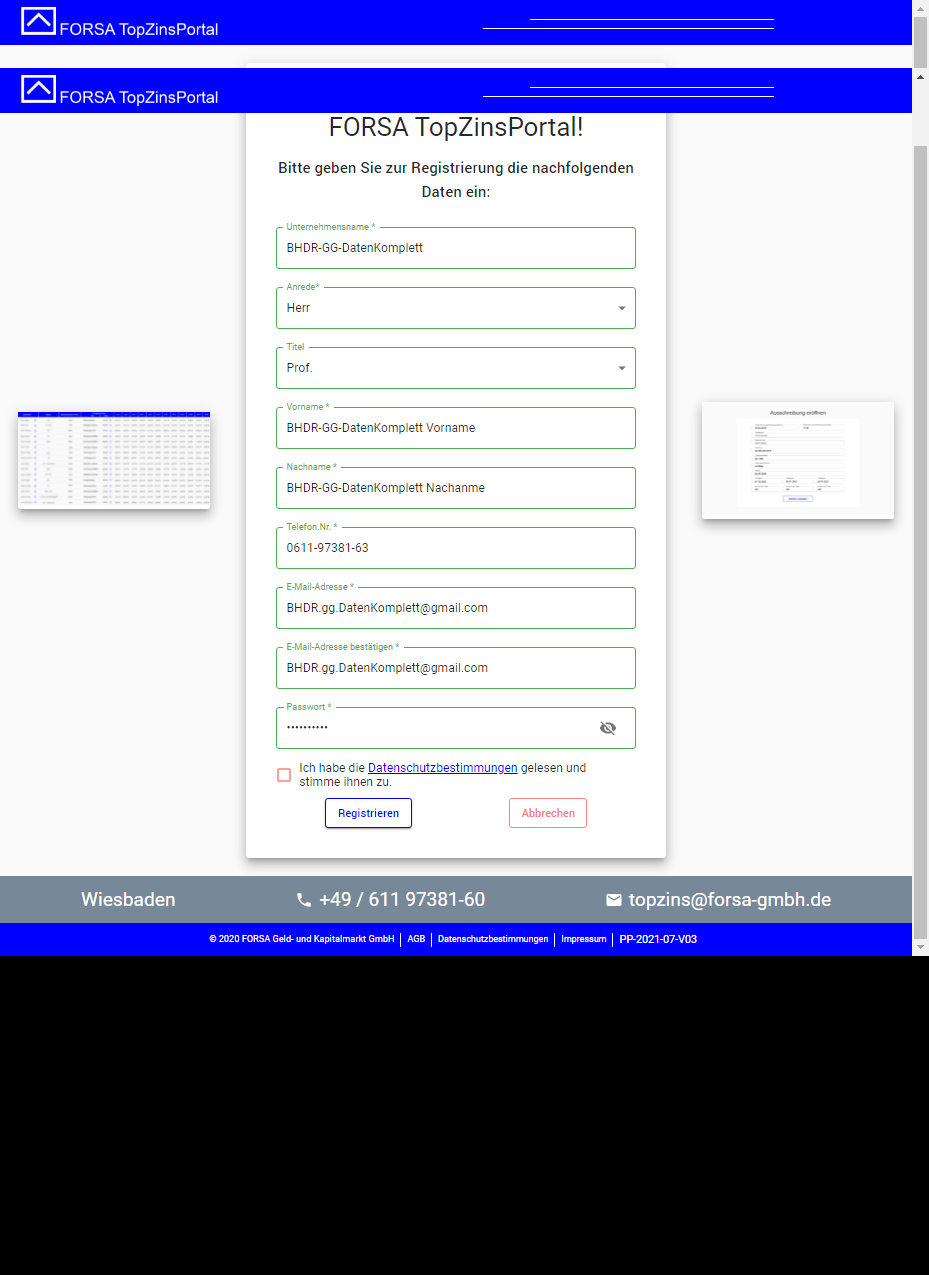 FORSA TopZinsPortal
FORSA TopZinsPortal
FORSA TopZinsPortal!
Bitte geben Sie zur Registrierung die nachfolgenden
Daten ein:
Unternehmensname *
BHDR-GG-DatenKomplett
Anrede*
Herr
Titel
Prof.
Vorname *
BHDR-GG-DatenKomplett Vorname
Nachname *
BHDR-GG-DatenKomplett Nachanme
Telefon.Nr. *
0611-97381-63
E-Mail-Adresse *
BHDR.gg.DatenKomplett@gmail.com
E-Mail-Adresse bestätigen *
BHDR.gg.DatenKomplett@gmail.com
Passwort *
••••••••••
Ich habe die Datenschutzbestimmungen gelesen und
stimme ihnen zu.
Registrieren
Abbrechen
Ausschreibung eröffnen
Wiesbaden
+49 / 611 97381-60
topzins@forsa-gmbh.de
© 2020 FORSA Geld- und Kapitalmarkt GmbH | AGB | Datenschutzbestimmungen | Impressum | PP-2021-07-V03